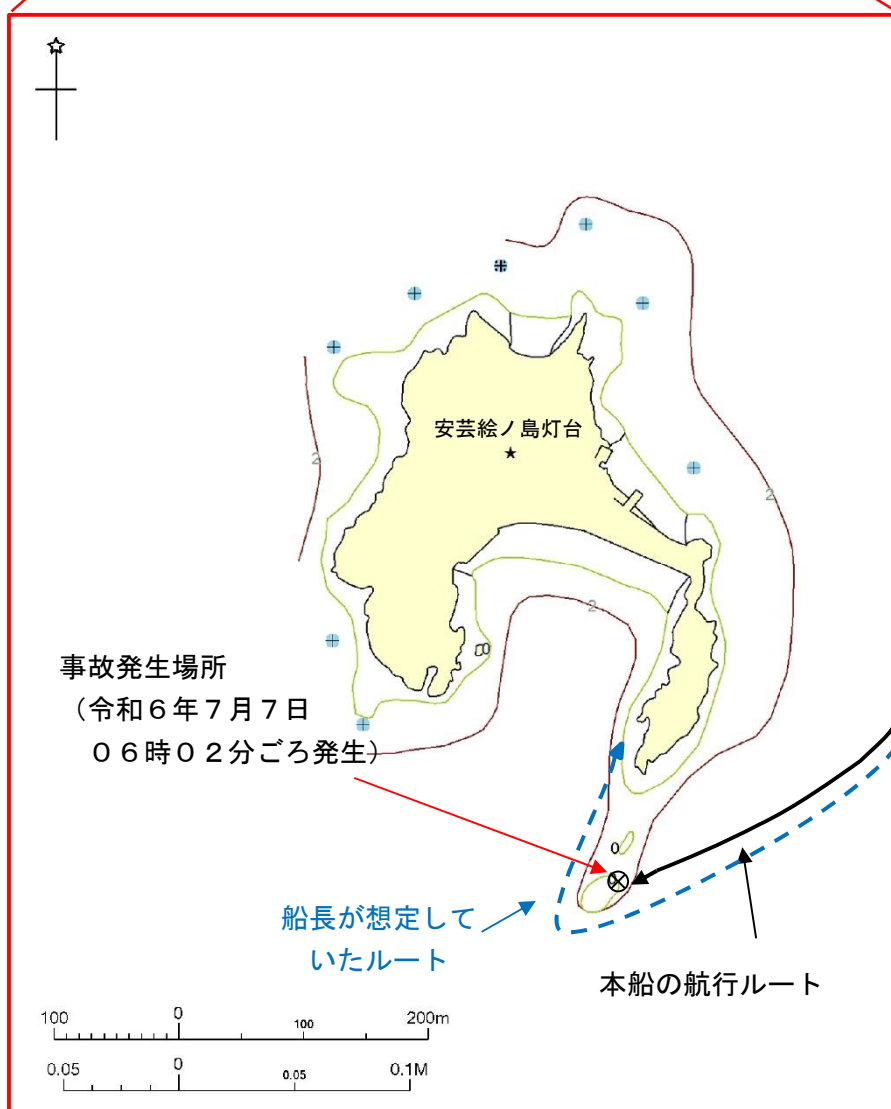 安芸絵ノ島灯台
2
2
2
事故発生場所
（令和６年７月７日
０６時０２分ごろ発生）
0
船長が想定して
いたルート
本船の航行ルート
100 0 100 200m
0.05 0 0.05 0.1M